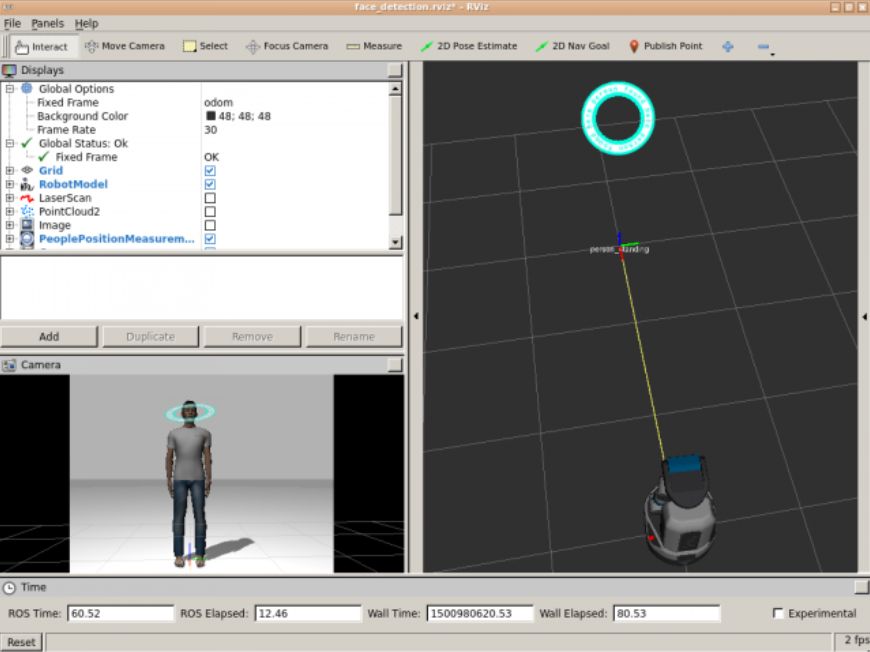 face_detection.rviz* - RViz
File Panels Help
Interact Move Camera Select Focus Camera Measure 2D Pose Estimate 2D Nav Goal Publish Point
Displays
Global Options
Fixed Frame odom
Background Color 48; 48; 48
Frame Rate 30
Global Status: Ok
Fixed Frame OK
Grid
RobotModel
LaserScan
PointCloud2
Image
PeoplePositionMeasurem...
Add Duplicate Remove Rename
Camera
Time
ROS Time: 60.52 ROS Elapsed: 12.46 Wall Time: 1500980620.53 Wall Elapsed: 80.53 Experimental
Reset 2 fps